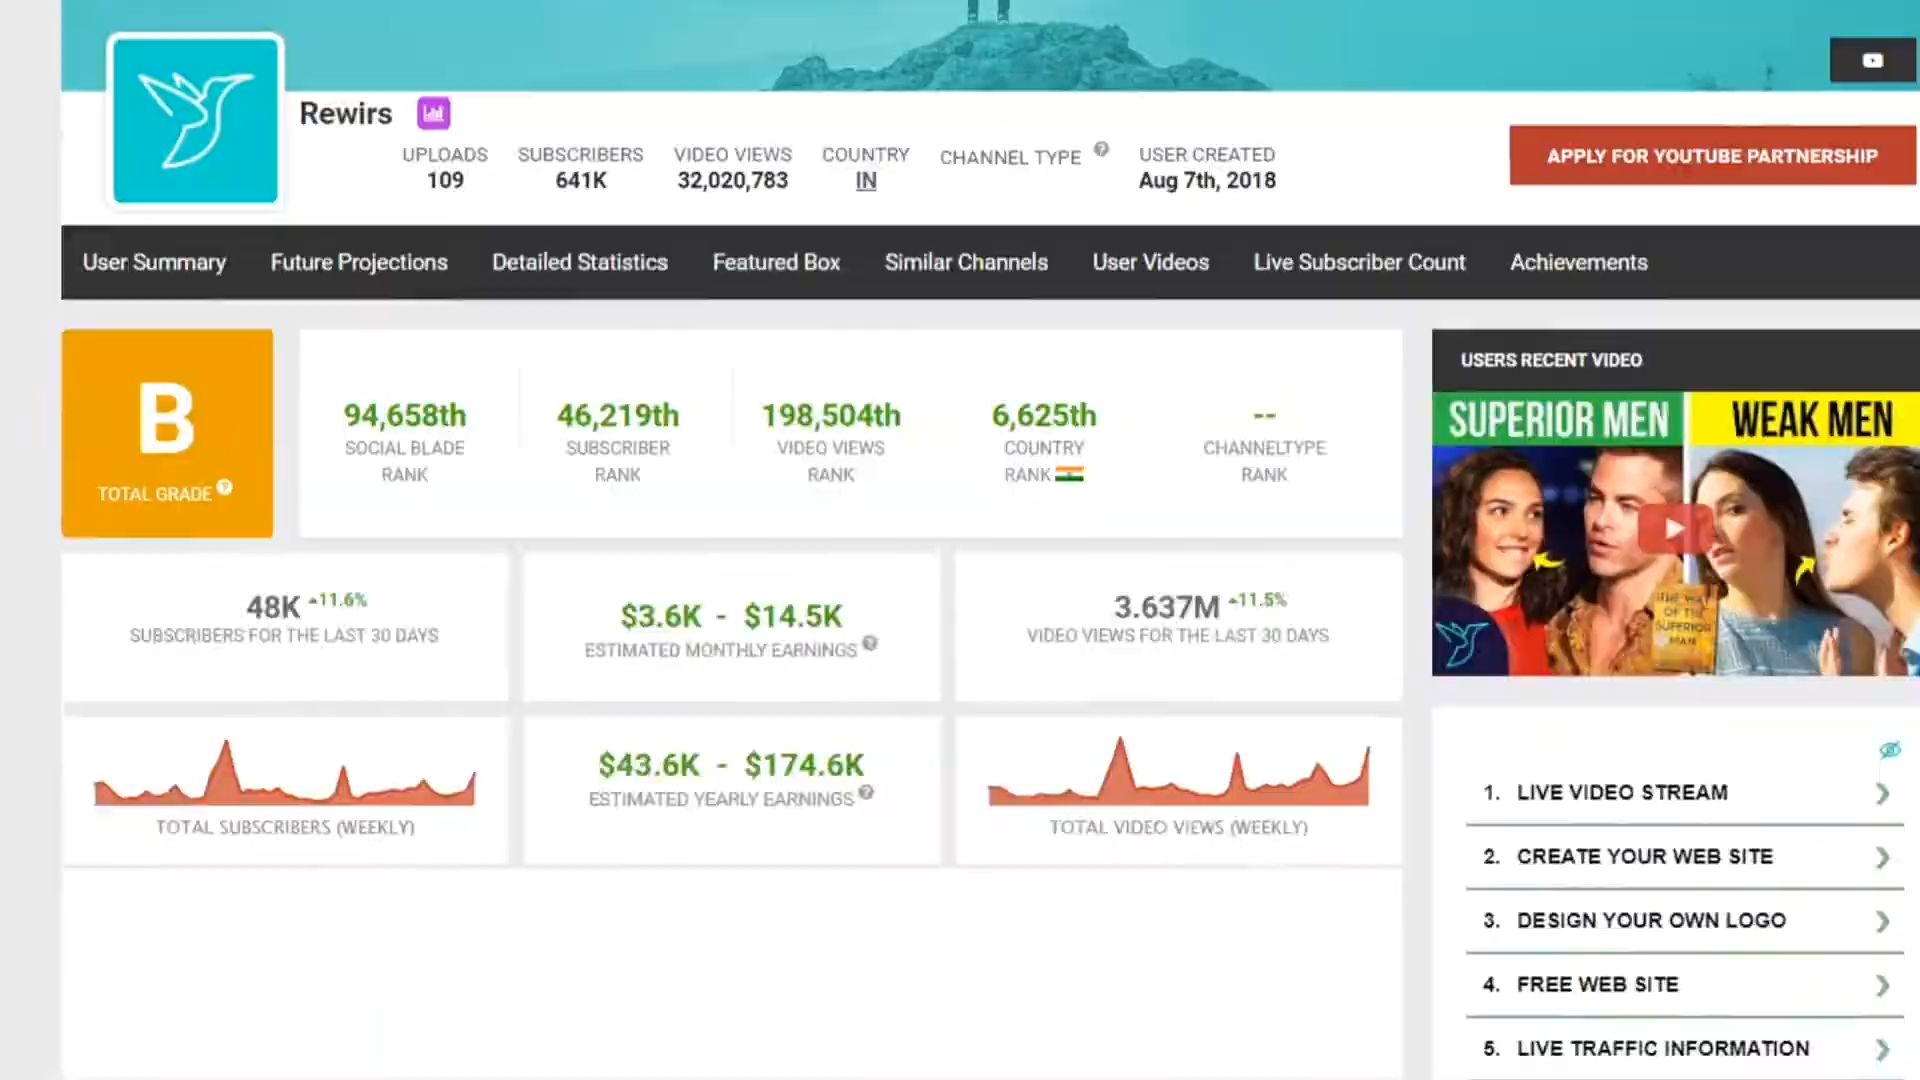 Rewirs
UPLOADS
109
SUBSCRIBERS
641K
VIDEO VIEWS
32,020,783
COUNTRY
IN
CHANNEL TYPE
USER CREATED
Aug 7th, 2018
APPLY FOR YOUTUBE PARTNERSHIP
User Summary
Future Projections
Detailed Statistics
Featured Box
Similar Channels
User Videos
Live Subscriber Count
Achievements
B
TOTAL GRADE ?
94,658th
SOCIAL BLADE
RANK
46,219th
SUBSCRIBER
RANK
198,504th
VIDEO VIEWS
RANK
6,625th
COUNTRY
RANK
--
CHANNELTYPE
RANK
USERS RECENT VIDEO
SUPERIOR MEN
WEAK MEN
THE WAY
OF THE
SUPERIOR
MAN
48K 11.6%
SUBSCRIBERS FOR THE LAST 30 DAYS
$3.6K - $14.5K
ESTIMATED MONTHLY EARNINGS ?
3.637M 11.5%
VIDEO VIEWS FOR THE LAST 30 DAYS
TOTAL SUBSCRIBERS (WEEKLY)
$43.6K - $174.6K
ESTIMATED YEARLY EARNINGS ?
TOTAL VIDEO VIEWS (WEEKLY)
1. LIVE VIDEO STREAM
2. CREATE YOUR WEB SITE
3. DESIGN YOUR OWN LOGO
4. FREE WEB SITE
5. LIVE TRAFFIC INFORMATION